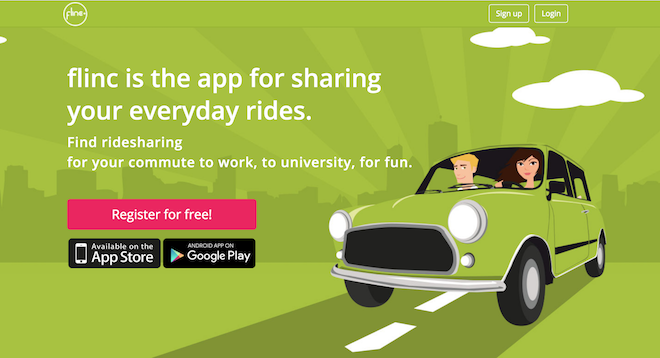 flinc
Sign up
Login
flinc is the app for sharing
your everyday rides.
Find ridesharing
for your commute to work, to university, for fun.
Register for free!
Available on the
App Store
ANDROID APP ON
Google Play